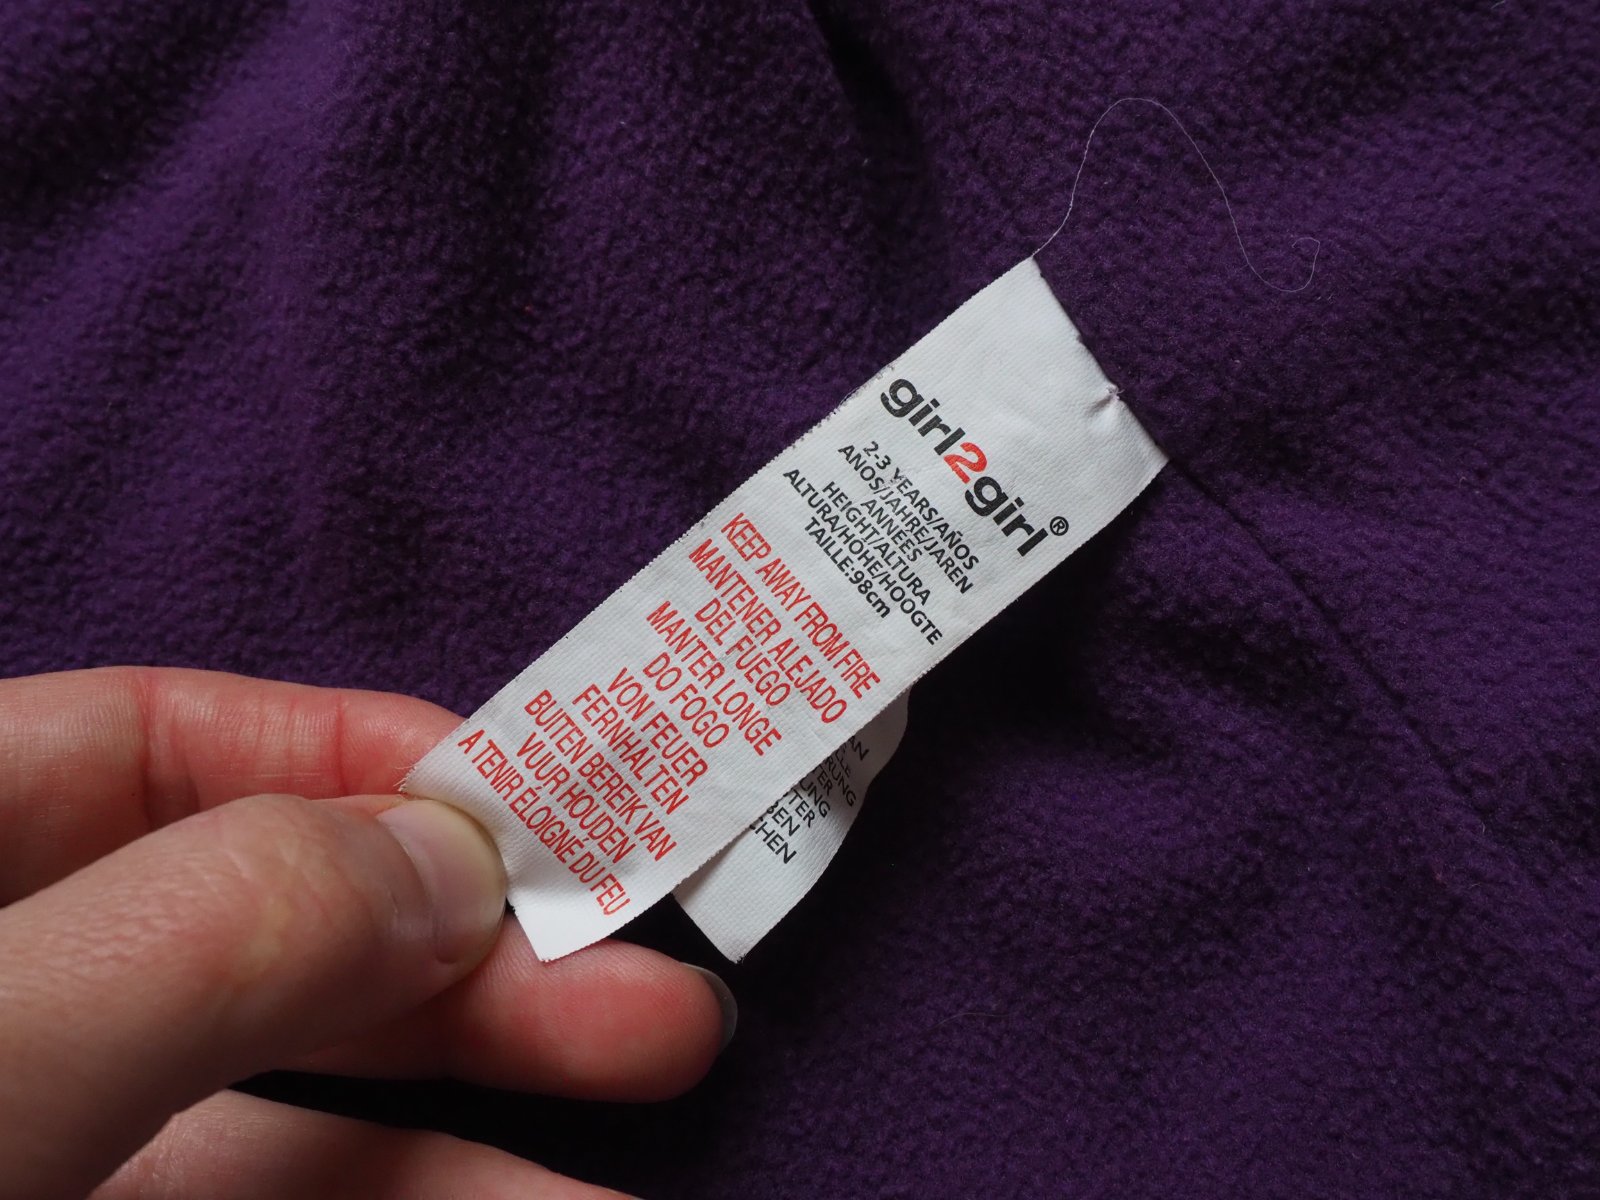 girl2girl®
2-3 YEARS/AÑOS
ANOS/JAHRE/JAREN
ANNEES
HEIGHT/ALTURA
ALTURA/HÖHE/HOOGTE
TAILLE:98cm
KEEP AWAY FROM FIRE
MANTENER ALEJADO
DEL FUEGO
MANTER LONGE
DO FOGO
VON FEUER
FERNHALTEN
BUITEN BEREIK VAN
VUUR HOUDEN
A TENIR ÉLOIGNÉ DU FEU